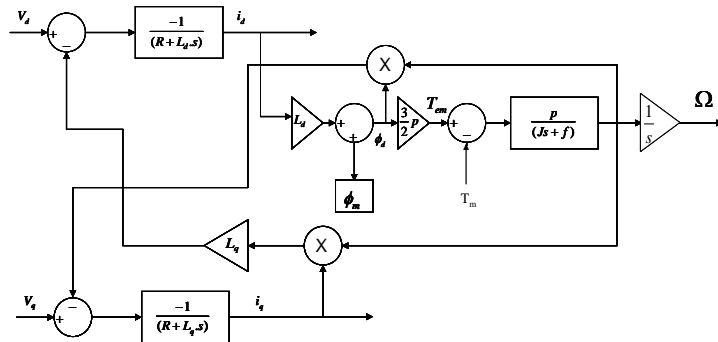 V_d
+
−
−1
(R+L_d.s)
i_d
X
L_d
+
+
ϕ_d
3
2
p
T_em
+
−
p
(Js+f)
1
s
Ω
ϕ_m
T_m
L_q
X
V_q
+
−
−1
(R+L_q.s)
i_q